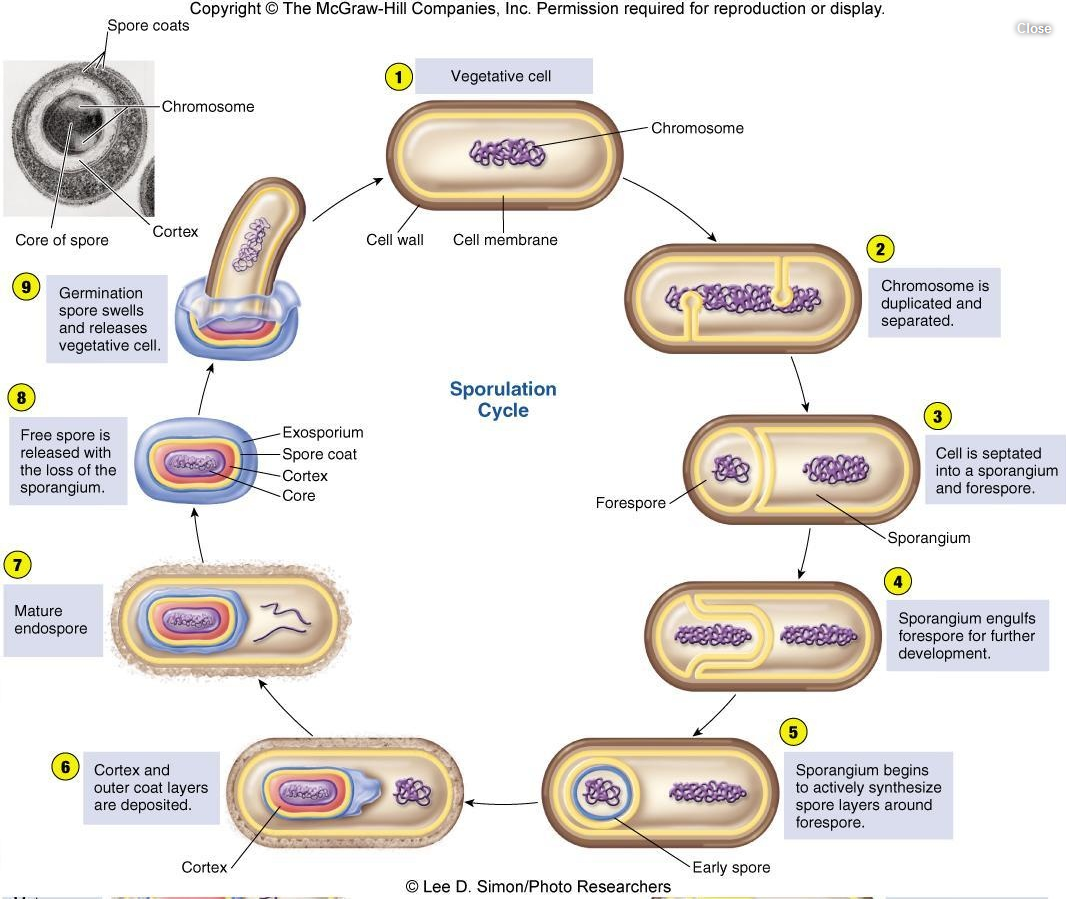 Copyright © The McGraw-Hill Companies, Inc. Permission required for reproduction or display.
Close
Spore coats
Chromosome
Core of spore
Cortex
1
Vegetative cell
Chromosome
Cell wall
Cell membrane
2
Chromosome is
duplicated and
separated.
Sporulation
Cycle
3
Cell is septated
into a sporangium
and forespore.
Forespore
Sporangium
4
Sporangium engulfs
forespore for further
development.
5
Sporangium begins
to actively synthesize
spore layers around
forespore.
Early spore
6
Cortex and
outer coat layers
are deposited.
Cortex
7
Mature
endospore
8
Free spore is
released with
the loss of the
sporangium.
Exosporium
Spore coat
Cortex
Core
9
Germination
spore swells
and releases
vegetative cell.
© Lee D. Simon/Photo Researchers